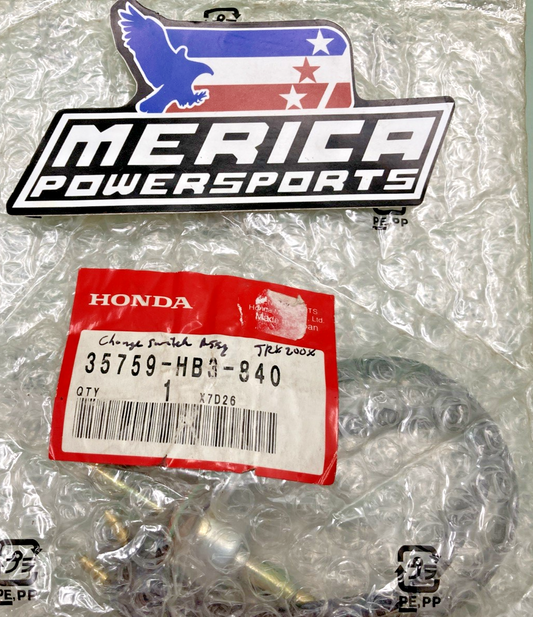 MERICA
POWERSPORTS
PE,PP
HONDA
Made
Change Switch Assy TRX200X
35759-HB3-840
QTY 1 X7D26
PE,PP
PE,PP